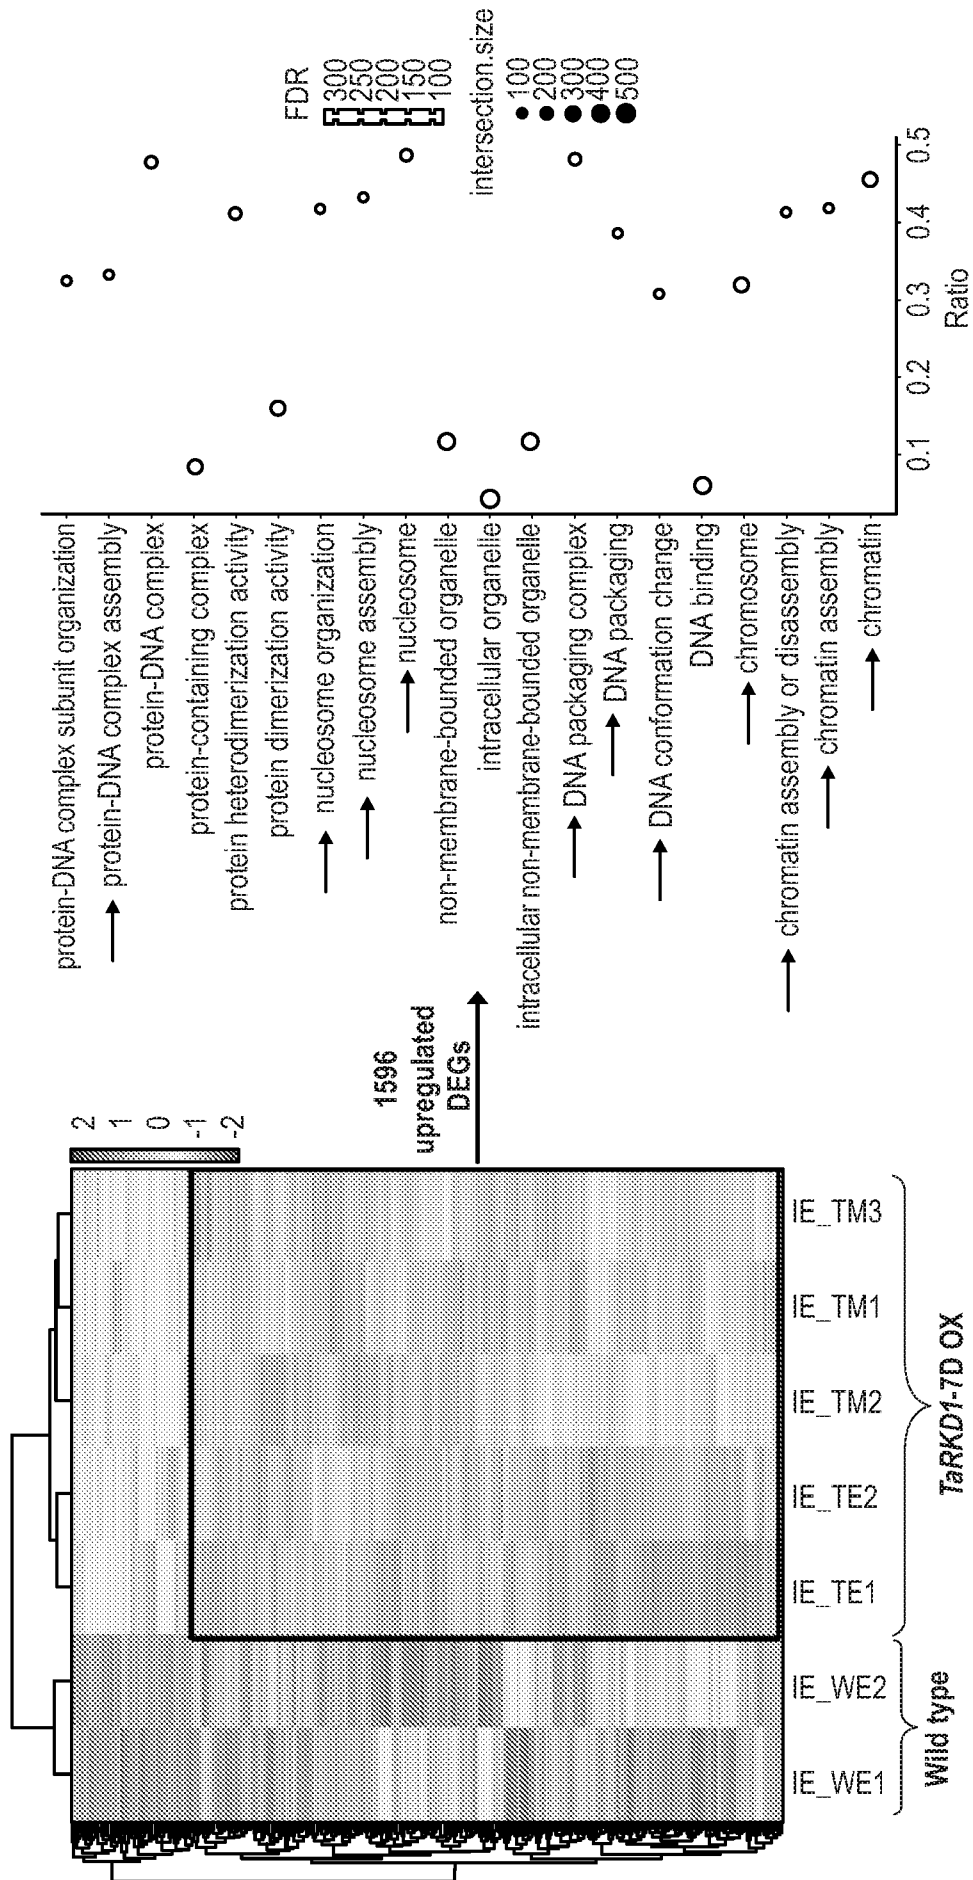 2
1
0
-1
-2
IE_WE1
IE_WE2
IE_TE1
IE_TE2
IE_TM2
IE_TM1
IE_TM3
Wild type
TaRKD1-7D OX
1596
upregulated
DEGs
protein-DNA complex subunit organization
protein-DNA complex assembly
protein-DNA complex
protein-containing complex
protein heterodimerization activity
protein dimerization activity
nucleosome organization
nucleosome assembly
nucleosome
non-membrane-bounded organelle
intracellular organelle
intracellular non-membrane-bounded organelle
DNA packaging complex
DNA packaging
DNA conformation change
DNA binding
chromosome
chromatin assembly or disassembly
chromatin assembly
chromatin
0.1
0.2
0.3
0.4
0.5
Ratio
FDR
300
250
200
150
100
intersection.size
100
200
300
400
500